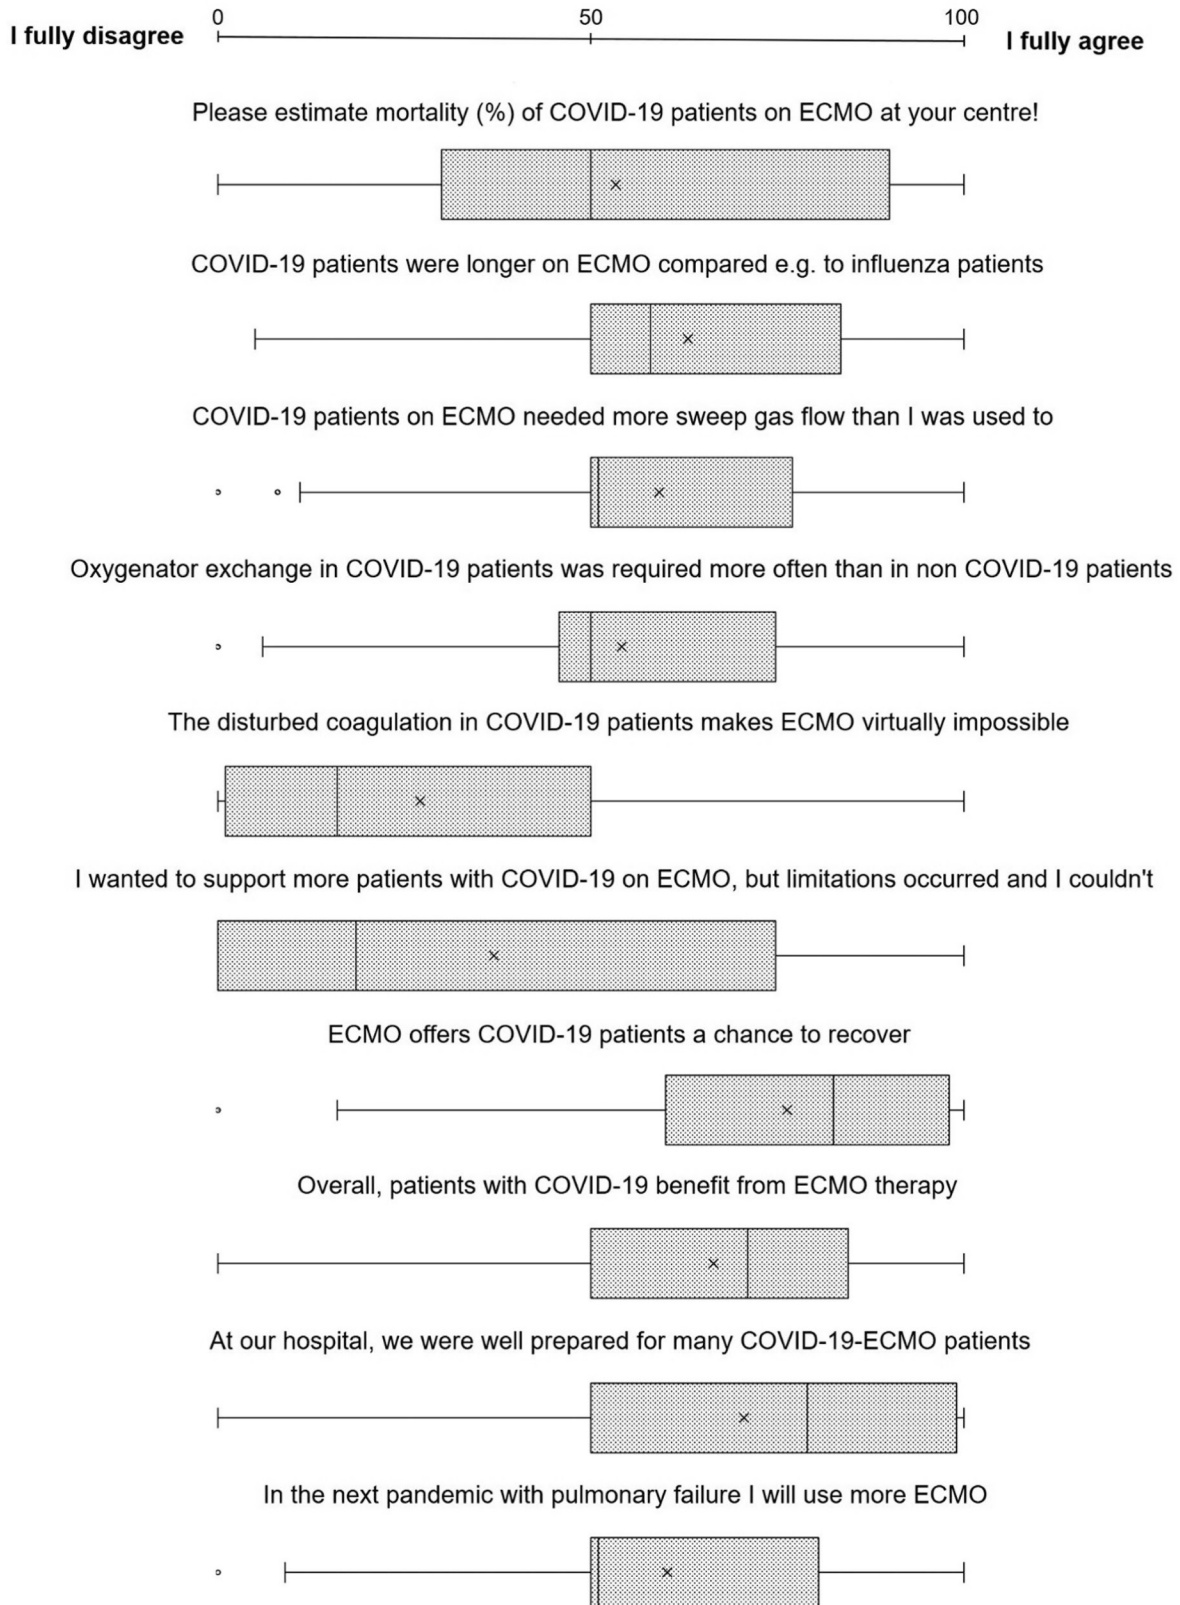 0 50 100
I fully disagree I fully agree
Please estimate mortality (%) of COVID-19 patients on ECMO at your centre!
COVID-19 patients were longer on ECMO compared e.g. to influenza patients
COVID-19 patients on ECMO needed more sweep gas flow than I was used to
Oxygenator exchange in COVID-19 patients was required more often than in non COVID-19 patients
The disturbed coagulation in COVID-19 patients makes ECMO virtually impossible
I wanted to support more patients with COVID-19 on ECMO, but limitations occurred and I couldn't
ECMO offers COVID-19 patients a chance to recover
Overall, patients with COVID-19 benefit from ECMO therapy
At our hospital, we were well prepared for many COVID-19-ECMO patients
In the next pandemic with pulmonary failure I will use more ECMO